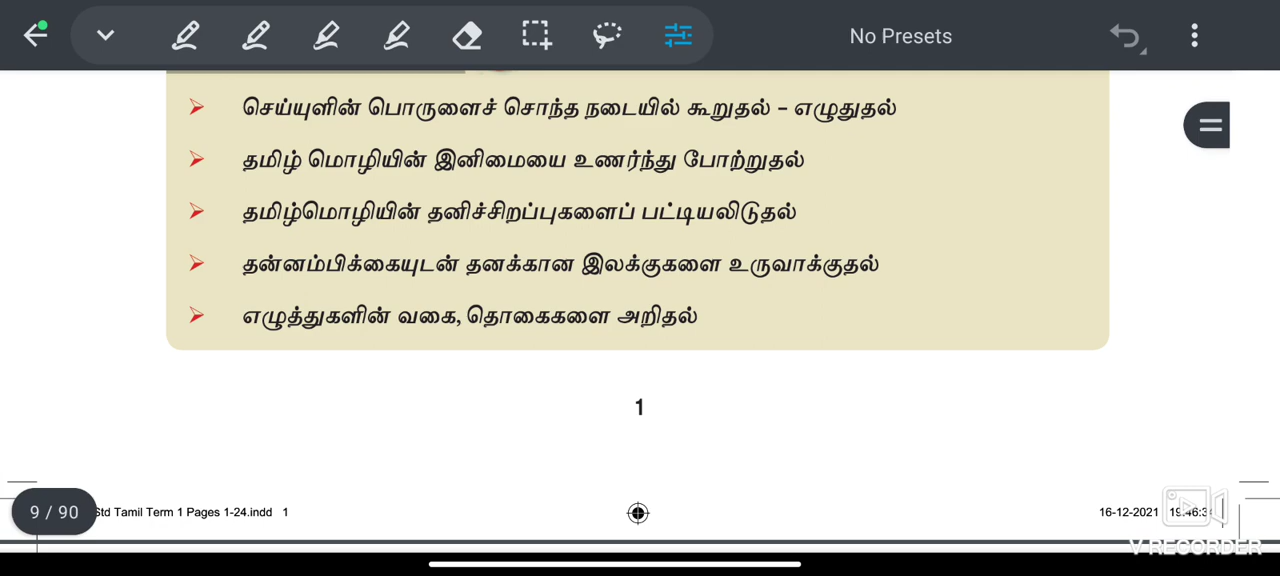 No Presets
செய்யுளின் பொருளைச் சொந்த நடையில் கூறுதல் – எழுதுதல்
தமிழ் மொழியின் இனிமையை உணர்ந்து போற்றுதல்
தமிழ்மொழியின் தனிச்சிறப்புகளைப் பட்டியலிடுதல்
தன்னம்பிக்கையுடன் தனக்கான இலக்குகளை உருவாக்குதல்
எழுத்துகளின் வகை, தொகைகளை அறிதல்
1
9 / 90
Std Tamil Term 1 Pages 1-24.indd 1
16-12-2021
V RECORDER